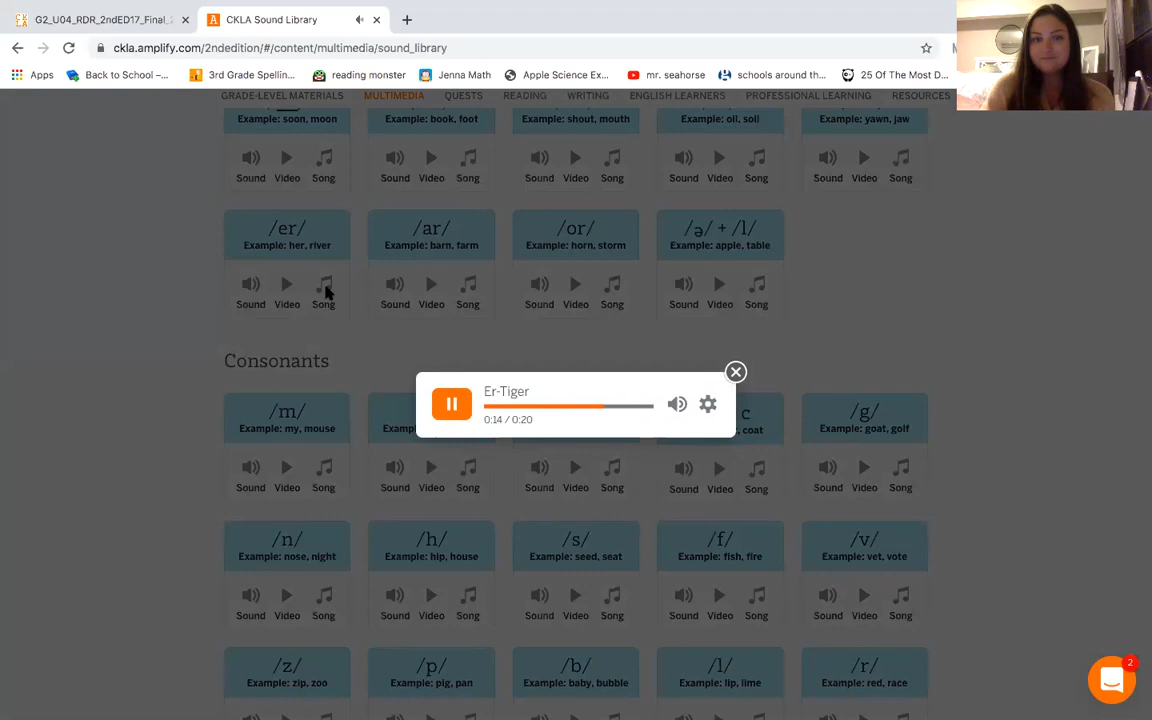 G2_U04_RDR_2ndED17_Final_
CKLA Sound Library
ckla.amplify.com/2ndedition/#/content/multimedia/sound_library
Apps
Back to School –...
3rd Grade Spellin...
reading monster
Jenna Math
Apple Science Ex...
mr. seahorse
schools around th...
25 Of The Most D...
GRADE-LEVEL MATERIALS
MULTIMEDIA
QUESTS
READING
WRITING
ENGLISH LEARNERS
PROFESSIONAL LEARNING
RESOURCES
Example: soon, moon
Example: book, foot
Example: shout, mouth
Example: oil, soil
Example: yawn, jaw
Sound Video Song
Sound Video Song
Sound Video Song
Sound Video Song
Sound Video Song
/er/
Example: her, river
/ar/
Example: barn, farm
/or/
Example: horn, storm
/ə/ + /l/
Example: apple, table
Sound Video Song
Sound Video Song
Sound Video Song
Sound Video Song
Consonants
Er-Tiger
0:14 / 0:20
/m/
Example: my, mouse
c
coat
/g/
Example: goat, golf
Sound Video Song
Sound Video Song
Sound Video Song
Sound Video Song
Sound Video Song
/n/
Example: nose, night
/h/
Example: hip, house
/s/
Example: seed, seat
/f/
Example: fish, fire
/v/
Example: vet, vote
Sound Video Song
Sound Video Song
Sound Video Song
Sound Video Song
Sound Video Song
/z/
Example: zip, zoo
/p/
Example: pig, pan
/b/
Example: baby, bubble
/l/
Example: lip, lime
/r/
Example: red, race
2